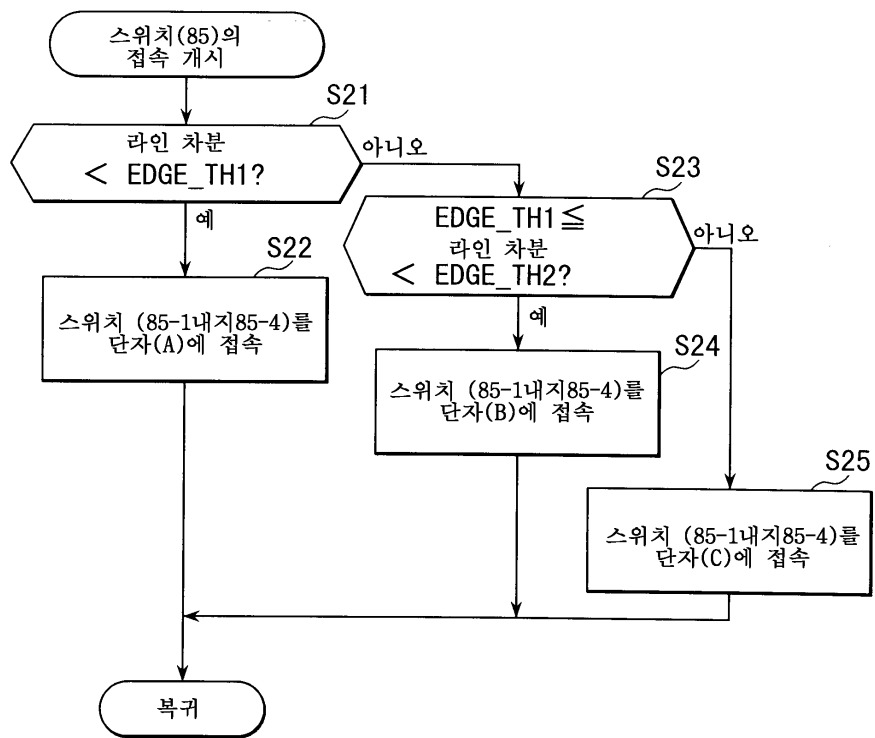 스위치(85)의
접속 개시
S21
라인 차분
< EDGE_TH1?
아니오
예
S23
EDGE_TH1≦
라인 차분
< EDGE_TH2?
아니오
예
S22
스위치 (85-1내지85-4)를
단자(A)에 접속
S24
스위치 (85-1내지85-4)를
단자(B)에 접속
S25
스위치 (85-1내지85-4)를
단자(C)에 접속
복귀